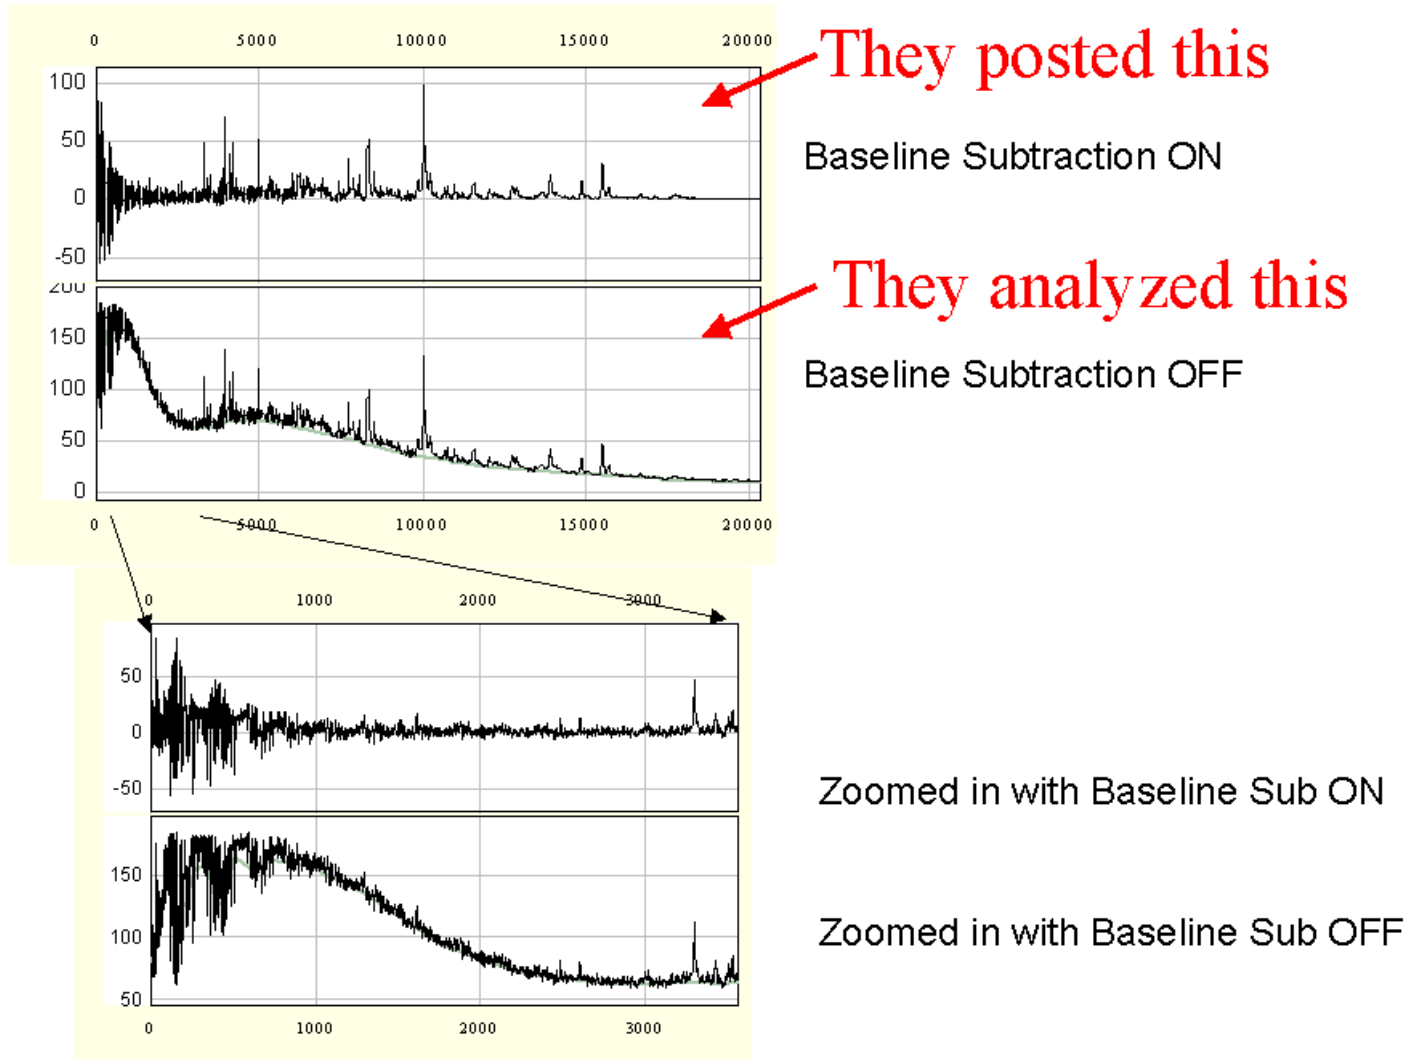 0 5000 10000 15000 20000
They posted this
100
50
0
-50
Baseline Subtraction ON
They analyzed this
200
150
100
50
0
Baseline Subtraction OFF
0 5000 10000 15000 20000
0 1000 2000 3000
50
0
-50
Zoomed in with Baseline Sub ON
150
100
50
Zoomed in with Baseline Sub OFF
0 1000 2000 3000